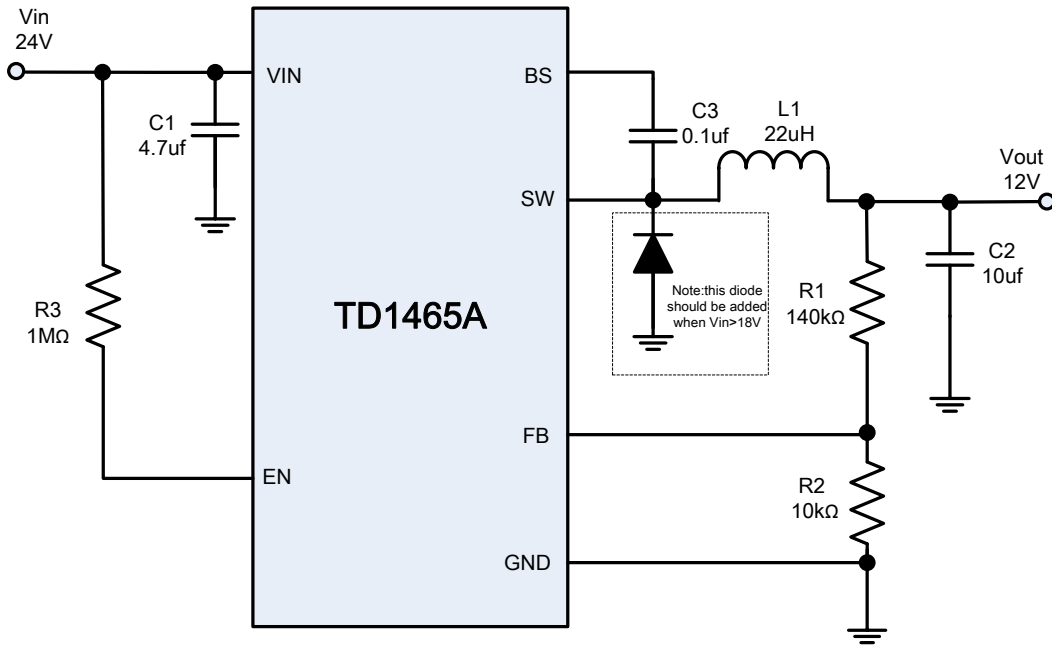 Vin
24V
VIN
C1
4.7uf
R3
1MΩ
EN
TD1465A
BS
SW
FB
GND
C3
0.1uf
L1
22uH
Note:this diode
should be added
when Vin>18V
R1
140kΩ
R2
10kΩ
C2
10uf
Vout
12V